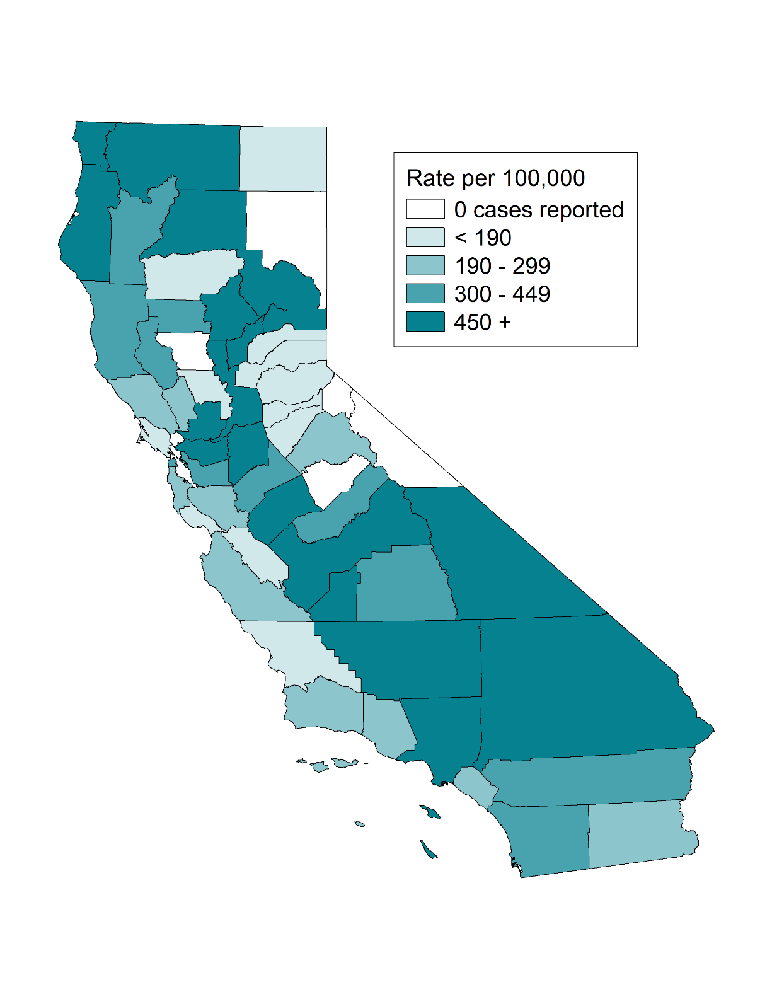 Rate per 100,000
0 cases reported
< 190
190 - 299
300 - 449
450 +